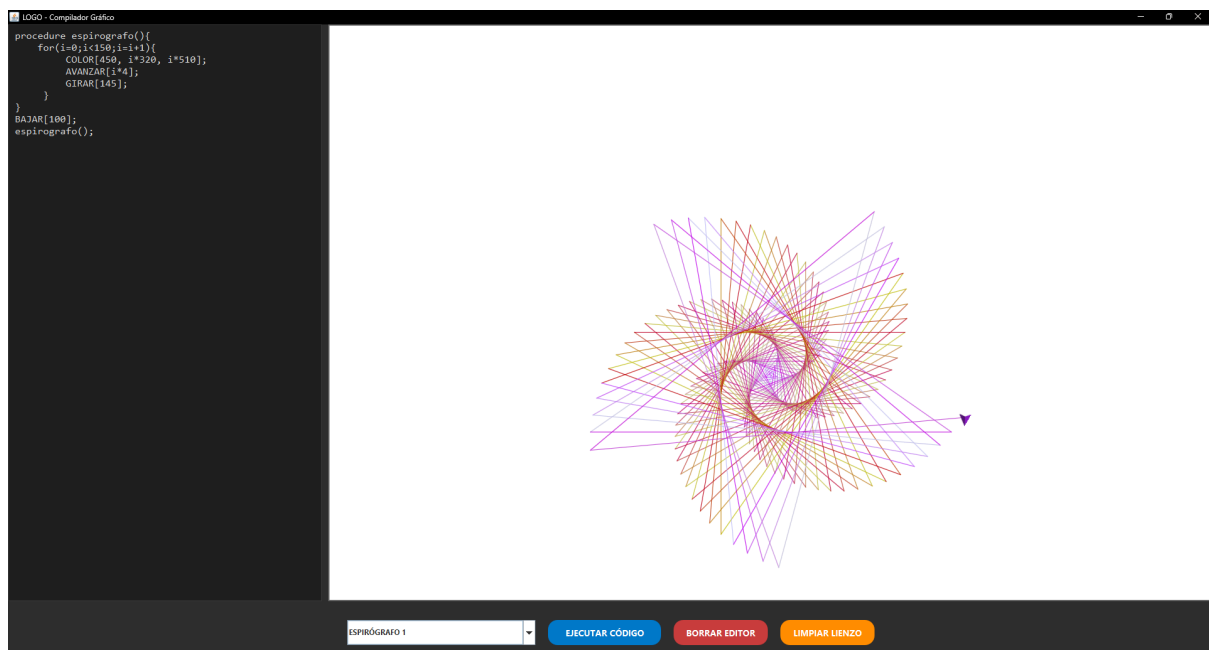 LOGO - Compilador Gráfico
procedure espirografo(){
    for(i=0;i<150;i=i+1){
        COLOR[450, i*320, i*510];
        AVANZAR[i*4];
        GIRAR[145];
    }
}
BAJAR[100];
espirografo();
ESPIRÓGRAFO 1
EJECUTAR CÓDIGO
BORRAR EDITOR
LIMPIAR LIENZO